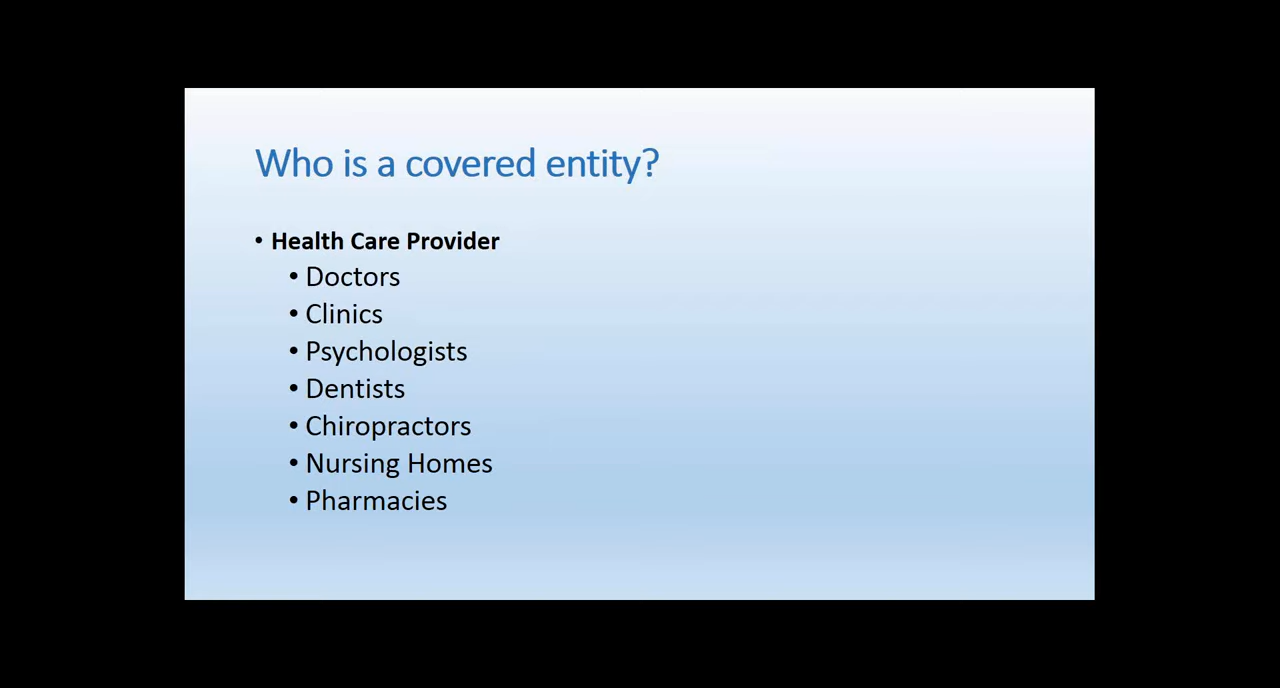 Who is a covered entity?
• Health Care Provider
• Doctors
• Clinics
• Psychologists
• Dentists
• Chiropractors
• Nursing Homes
• Pharmacies